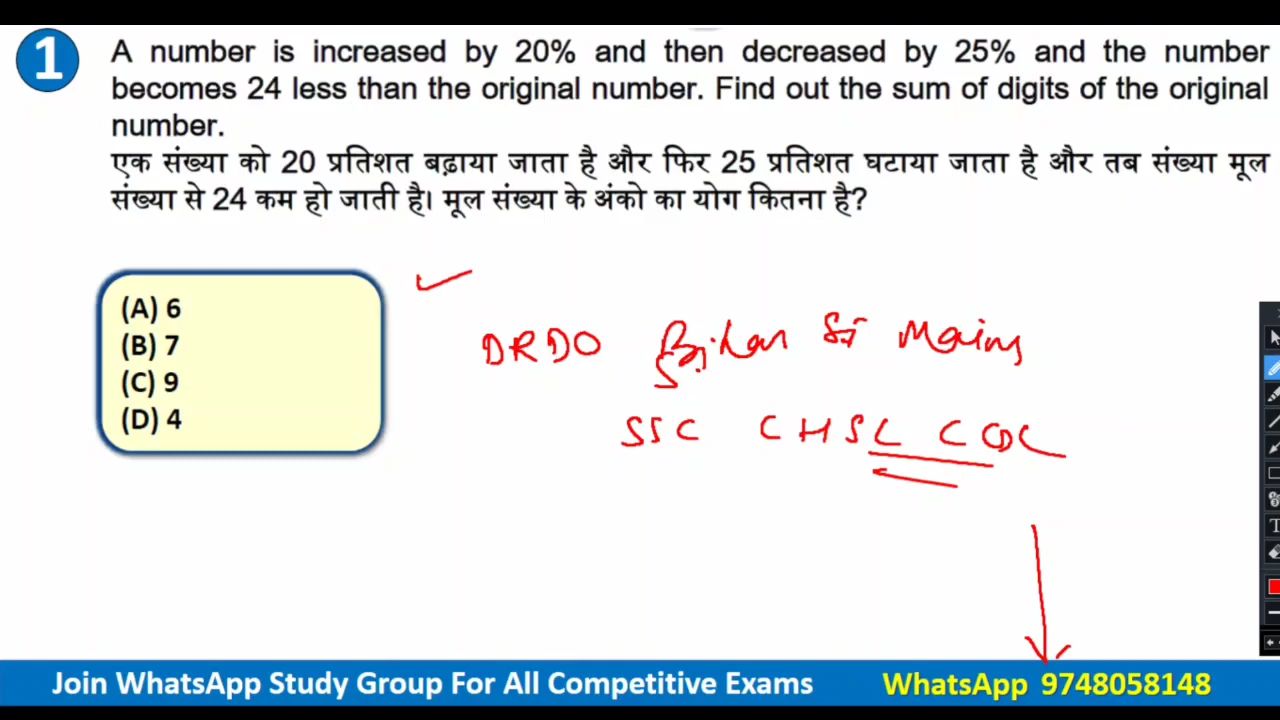 1
A number is increased by 20% and then decreased by 25% and the number
becomes 24 less than the original number. Find out the sum of digits of the original
number.
एक संख्या को 20 प्रतिशत बढ़ाया जाता है और फिर 25 प्रतिशत घटाया जाता है और तब संख्या मूल
संख्या से 24 कम हो जाती है। मूल संख्या के अंको का योग कितना है?
(A) 6
(B) 7
(C) 9
(D) 4
DRDO Bihar SI Mains
SSC CHSL
Join WhatsApp Study Group For All Competitive Exams WhatsApp 9748058148